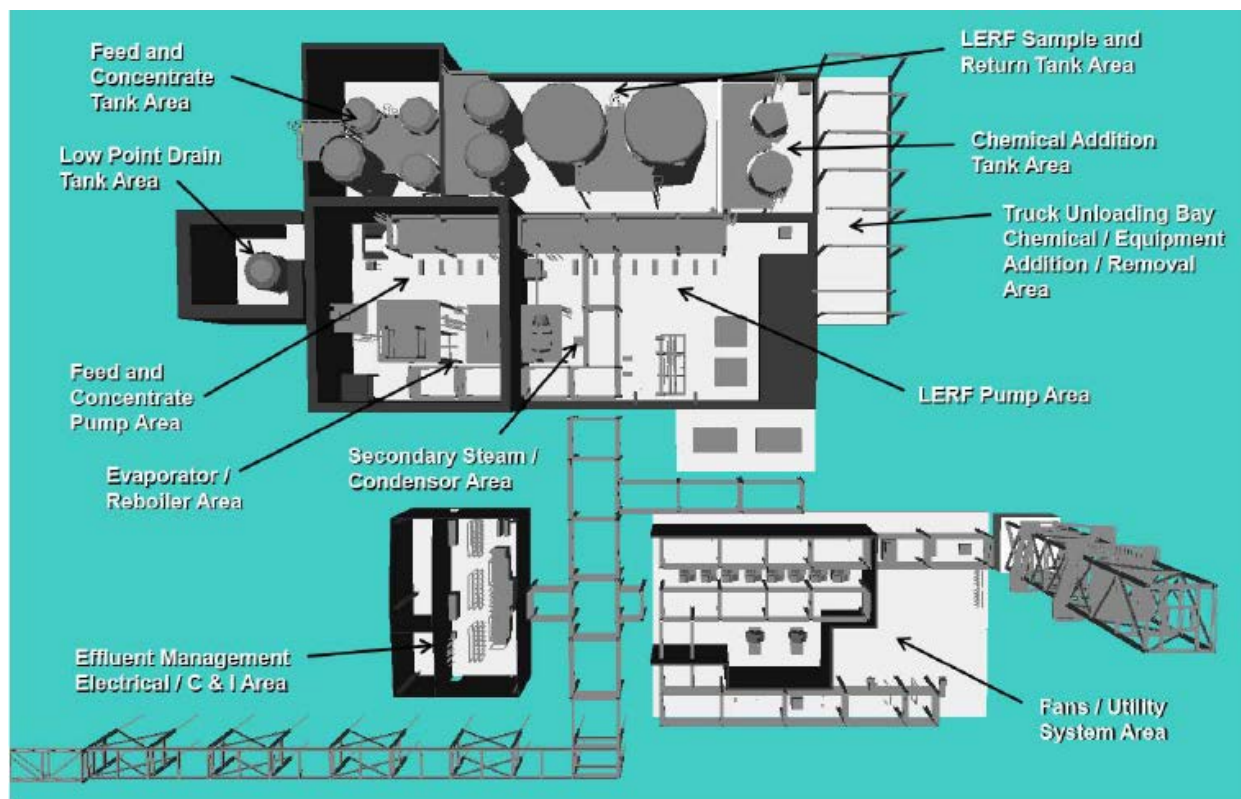 Feed and
Concentrate
Tank Area
LERF Sample and
Return Tank Area
Low Point Drain
Tank Area
Chemical Addition
Tank Area
Truck Unloading Bay
Chemical / Equipment
Addition / Removal
Area
Feed and
Concentrate
Pump Area
LERF Pump Area
Evaporator /
Reboiler Area
Secondary Steam /
Condensor Area
Effluent Management
Electrical / C & I Area
Fans / Utility
System Area